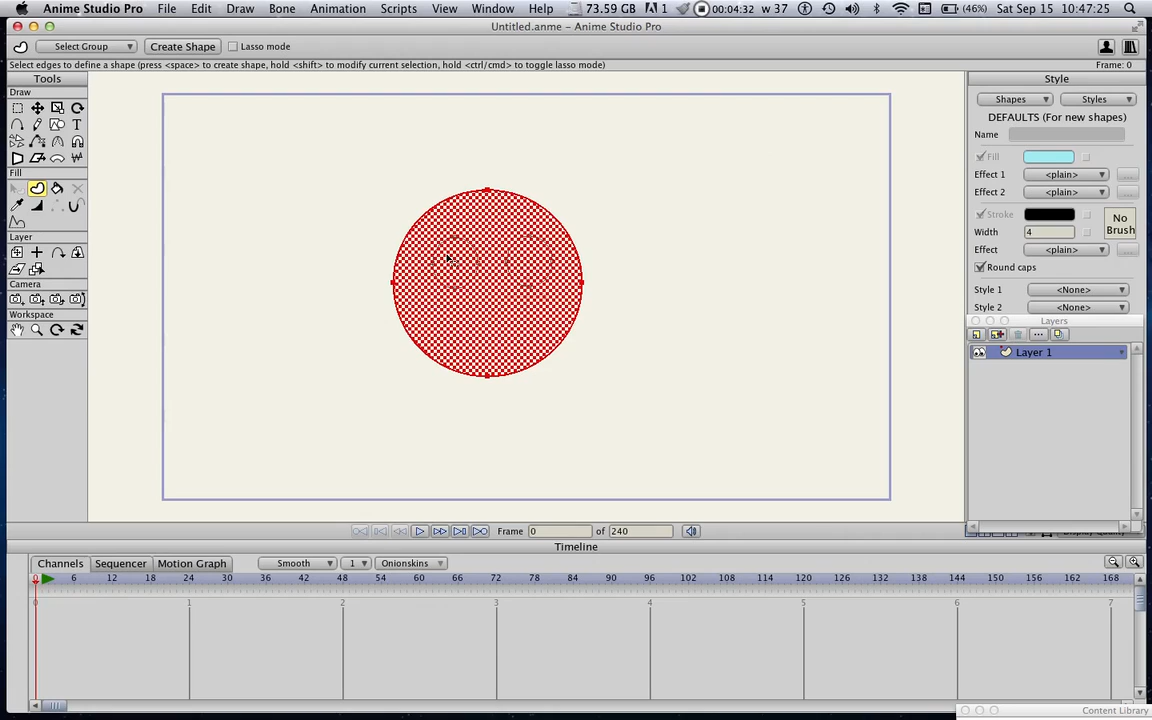 Anime Studio Pro File Edit Draw Bone Animation Scripts View Window Help 73.59 GB 1 00:04:32 w 37 (46%) Sat Sep 15 10:47:25
Untitled.anme - Anime Studio Pro
Select Group Create Shape Lasso mode
Select edges to define a shape (press <space> to create shape, hold <shift> to modify current selection, hold <ctrl/cmd> to toggle lasso mode) Frame: 0
Tools
Draw
T
Fill
Layer
Camera
Workspace
Style
Shapes Styles
DEFAULTS (For new shapes)
Name
Fill
Effect 1 <plain> ...
Effect 2 <plain> ...
Stroke
Width 4
No Brush
Effect <plain> ...
Round caps
Style 1 <None>
Style 2 <None>
Layers
Layer 1
Frame 0 of 240
Timeline
Channels Sequencer Motion Graph Smooth 1 Onionskins
0 6 12 18 24 30 36 42 48 54 60 66 72 78 84 90 96 102 108 114 120 126 132 138 144 150 156 162 168
0 1 2 3 4 5 6 7
Content Library